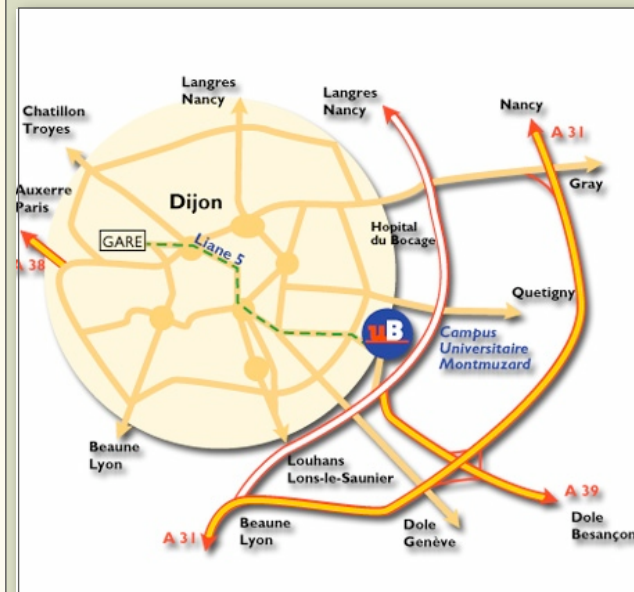 Langres
Nancy
Langres
Nancy
Nancy
A 31
Chatillon
Troyes
Auxerre
Paris
A 38
Dijon
GARE
Liane 5
Hopital
du Bocage
Gray
Quetigny
uB
Campus
Universitaire
Montmuzard
Beaune
Lyon
Louhans
Lons-le-Saunier
A 31
Beaune
Lyon
Dole
Genève
A 39
Dole
Besançon